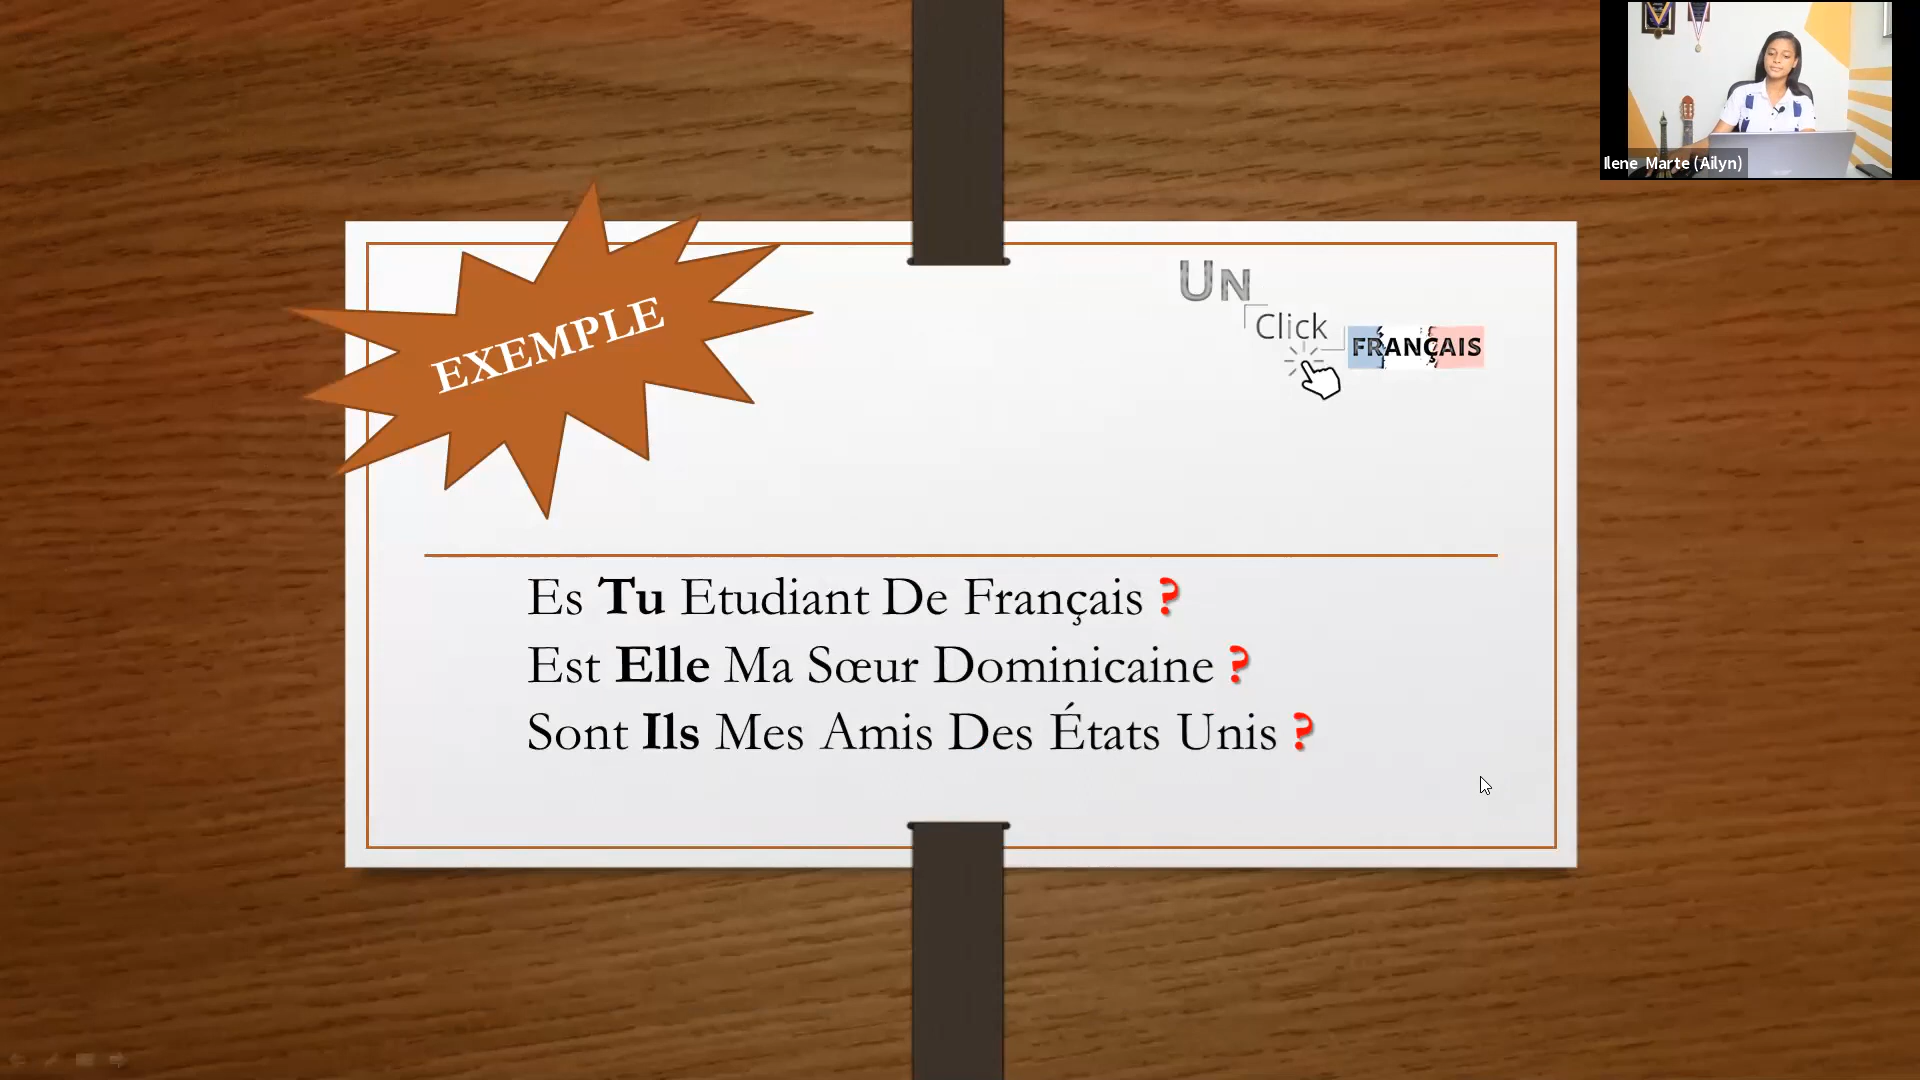 Ilene Marte (Ailyn)
EXEMPLE
UN
Click
FRANÇAIS
Es Tu Etudiant De Français ?
Est Elle Ma Sœur Dominicaine ?
Sont Ils Mes Amis Des États Unis ?